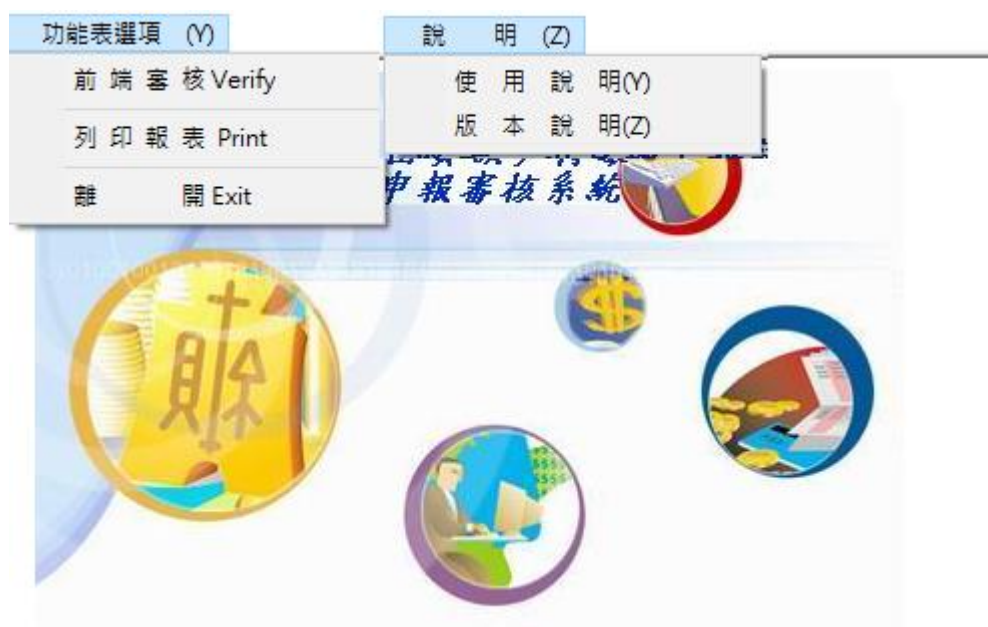 功能表選項 (Y)
前 端 審 核 Verify
列 印 報 表 Print
離 開 Exit
說 明 (Z)
使 用 說 明(Y)
版 本 說 明(Z)
申報審核系統